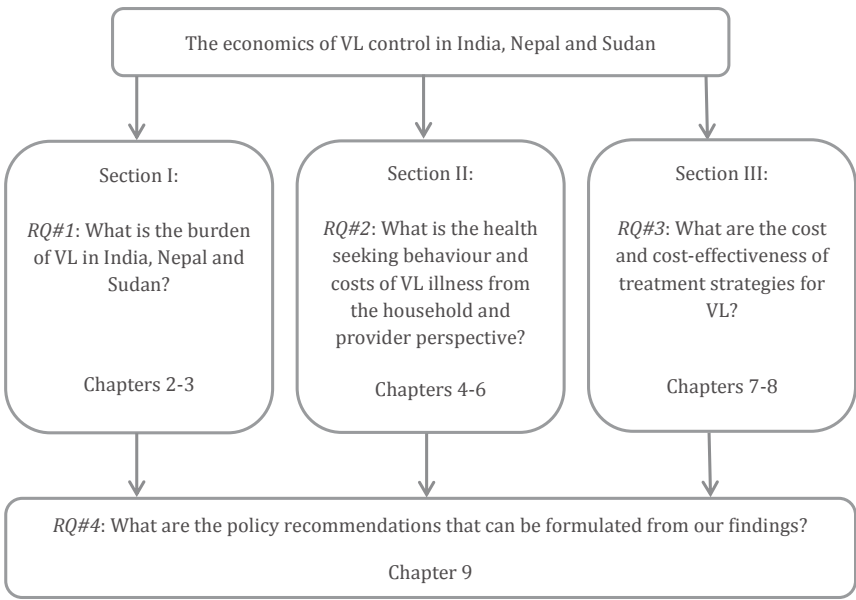 The economics of VL control in India, Nepal and Sudan
Section I:
RQ#1: What is the burden
of VL in India, Nepal and
Sudan?
Chapters 2-3
Section II:
RQ#2: What is the health
seeking behaviour and
costs of VL illness from
the household and
provider perspective?
Chapters 4-6
Section III:
RQ#3: What are the cost
and cost-effectiveness of
treatment strategies for
VL?
Chapters 7-8
RQ#4: What are the policy recommendations that can be formulated from our findings?
Chapter 9